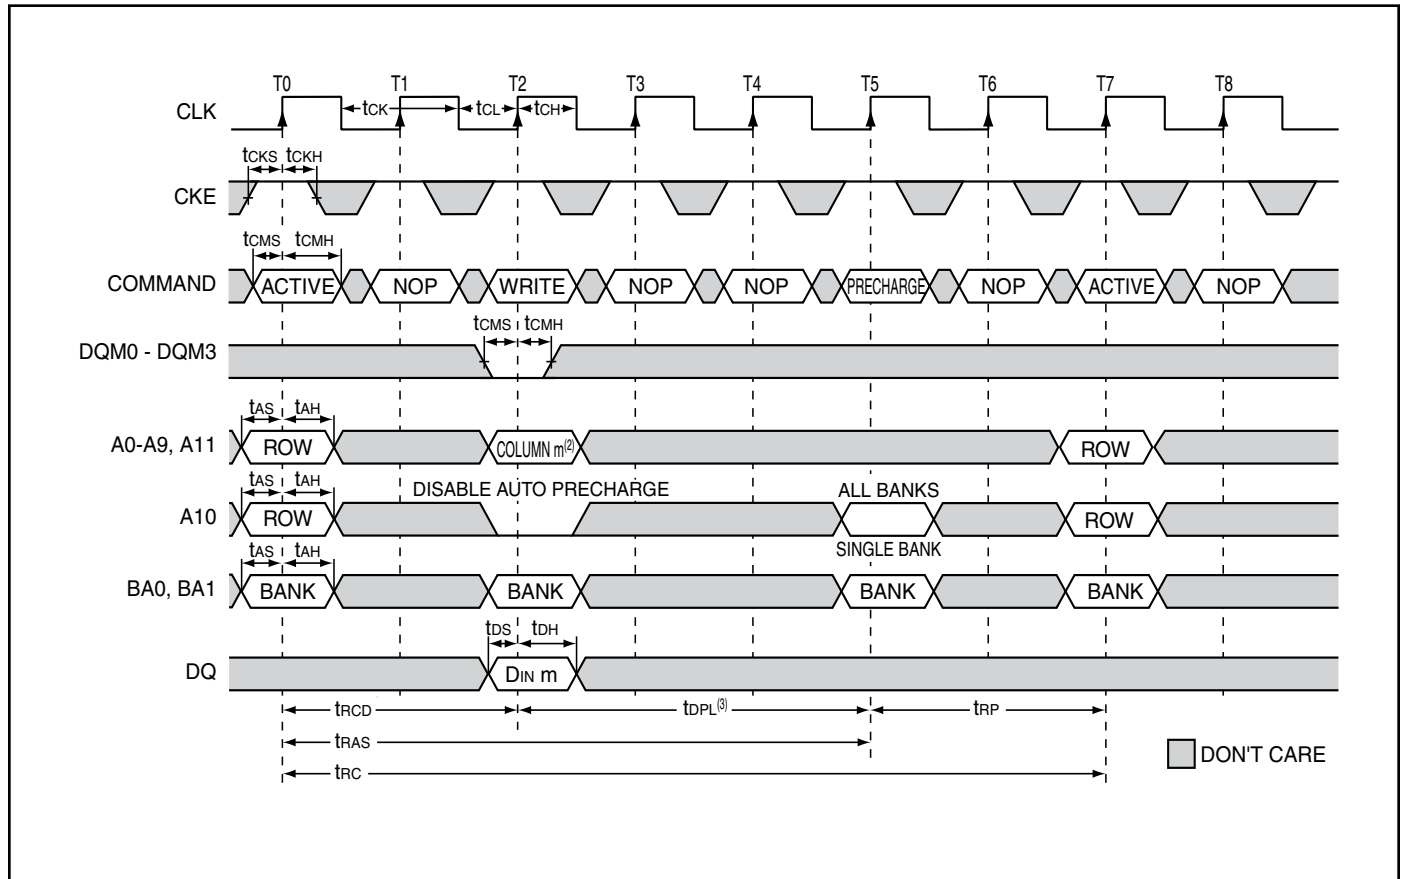 T0 T1 T2 T3 T4 T5 T6 T7 T8
CLK tCK tCL tCH
tCKS tCKH
CKE
tCMS tCMH
COMMAND ACTIVE NOP WRITE NOP NOP PRECHARGE NOP ACTIVE NOP
tCMS tCMH
DQM0 - DQM3
tAS tAH
A0-A9, A11 ROW COLUMN m(2) ROW
tAS tAH DISABLE AUTO PRECHARGE ALL BANKS
A10 ROW ROW
tAS tAH SINGLE BANK
BA0, BA1 BANK BANK BANK BANK
tDS tDH
DQ DIN m
tRCD tDPL(3) tRP
tRAS
DON'T CARE
tRC